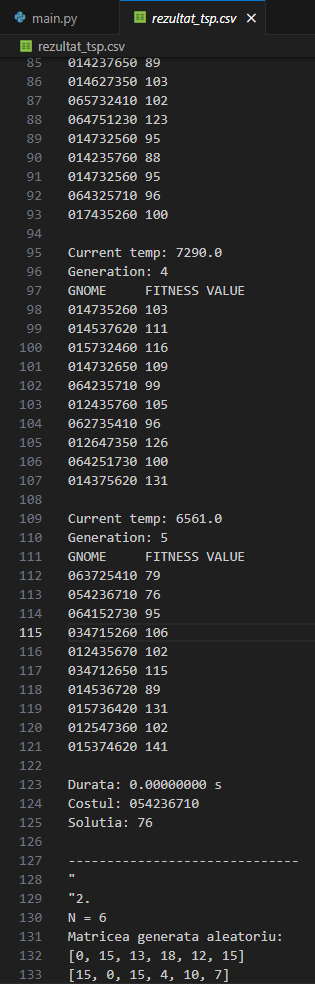 main.py
rezultat_tsp.csv
rezultat_tsp.csv
85 014237650 89
86 014627350 103
87 065732410 102
88 064751230 123
89 014732560 95
90 014235760 88
91 014732560 95
92 064325710 96
93 017435260 100
94
95 Current temp: 7290.0
96 Generation: 4
97 GNOME     FITNESS VALUE
98 014735260 103
99 014537620 111
100 015732460 116
101 014732650 109
102 064235710 99
103 012435760 105
104 062735410 96
105 012647350 126
106 064251730 100
107 014375620 131
108
109 Current temp: 6561.0
110 Generation: 5
111 GNOME     FITNESS VALUE
112 063725410 79
113 054236710 76
114 064152730 95
115 034715260 106
116 012435670 102
117 034712650 115
118 014536720 89
119 015736420 131
120 012547360 102
121 015374620 141
122
123 Durata: 0.00000000 s
124 Costul: 054236710
125 Solutia: 76
126
127 ------------------------------
128 "
129 "2.
130 N = 6
131 Matricea generata aleatoriu:
132 [0, 15, 13, 18, 12, 15]
133 [15, 0, 15, 4, 10, 7]